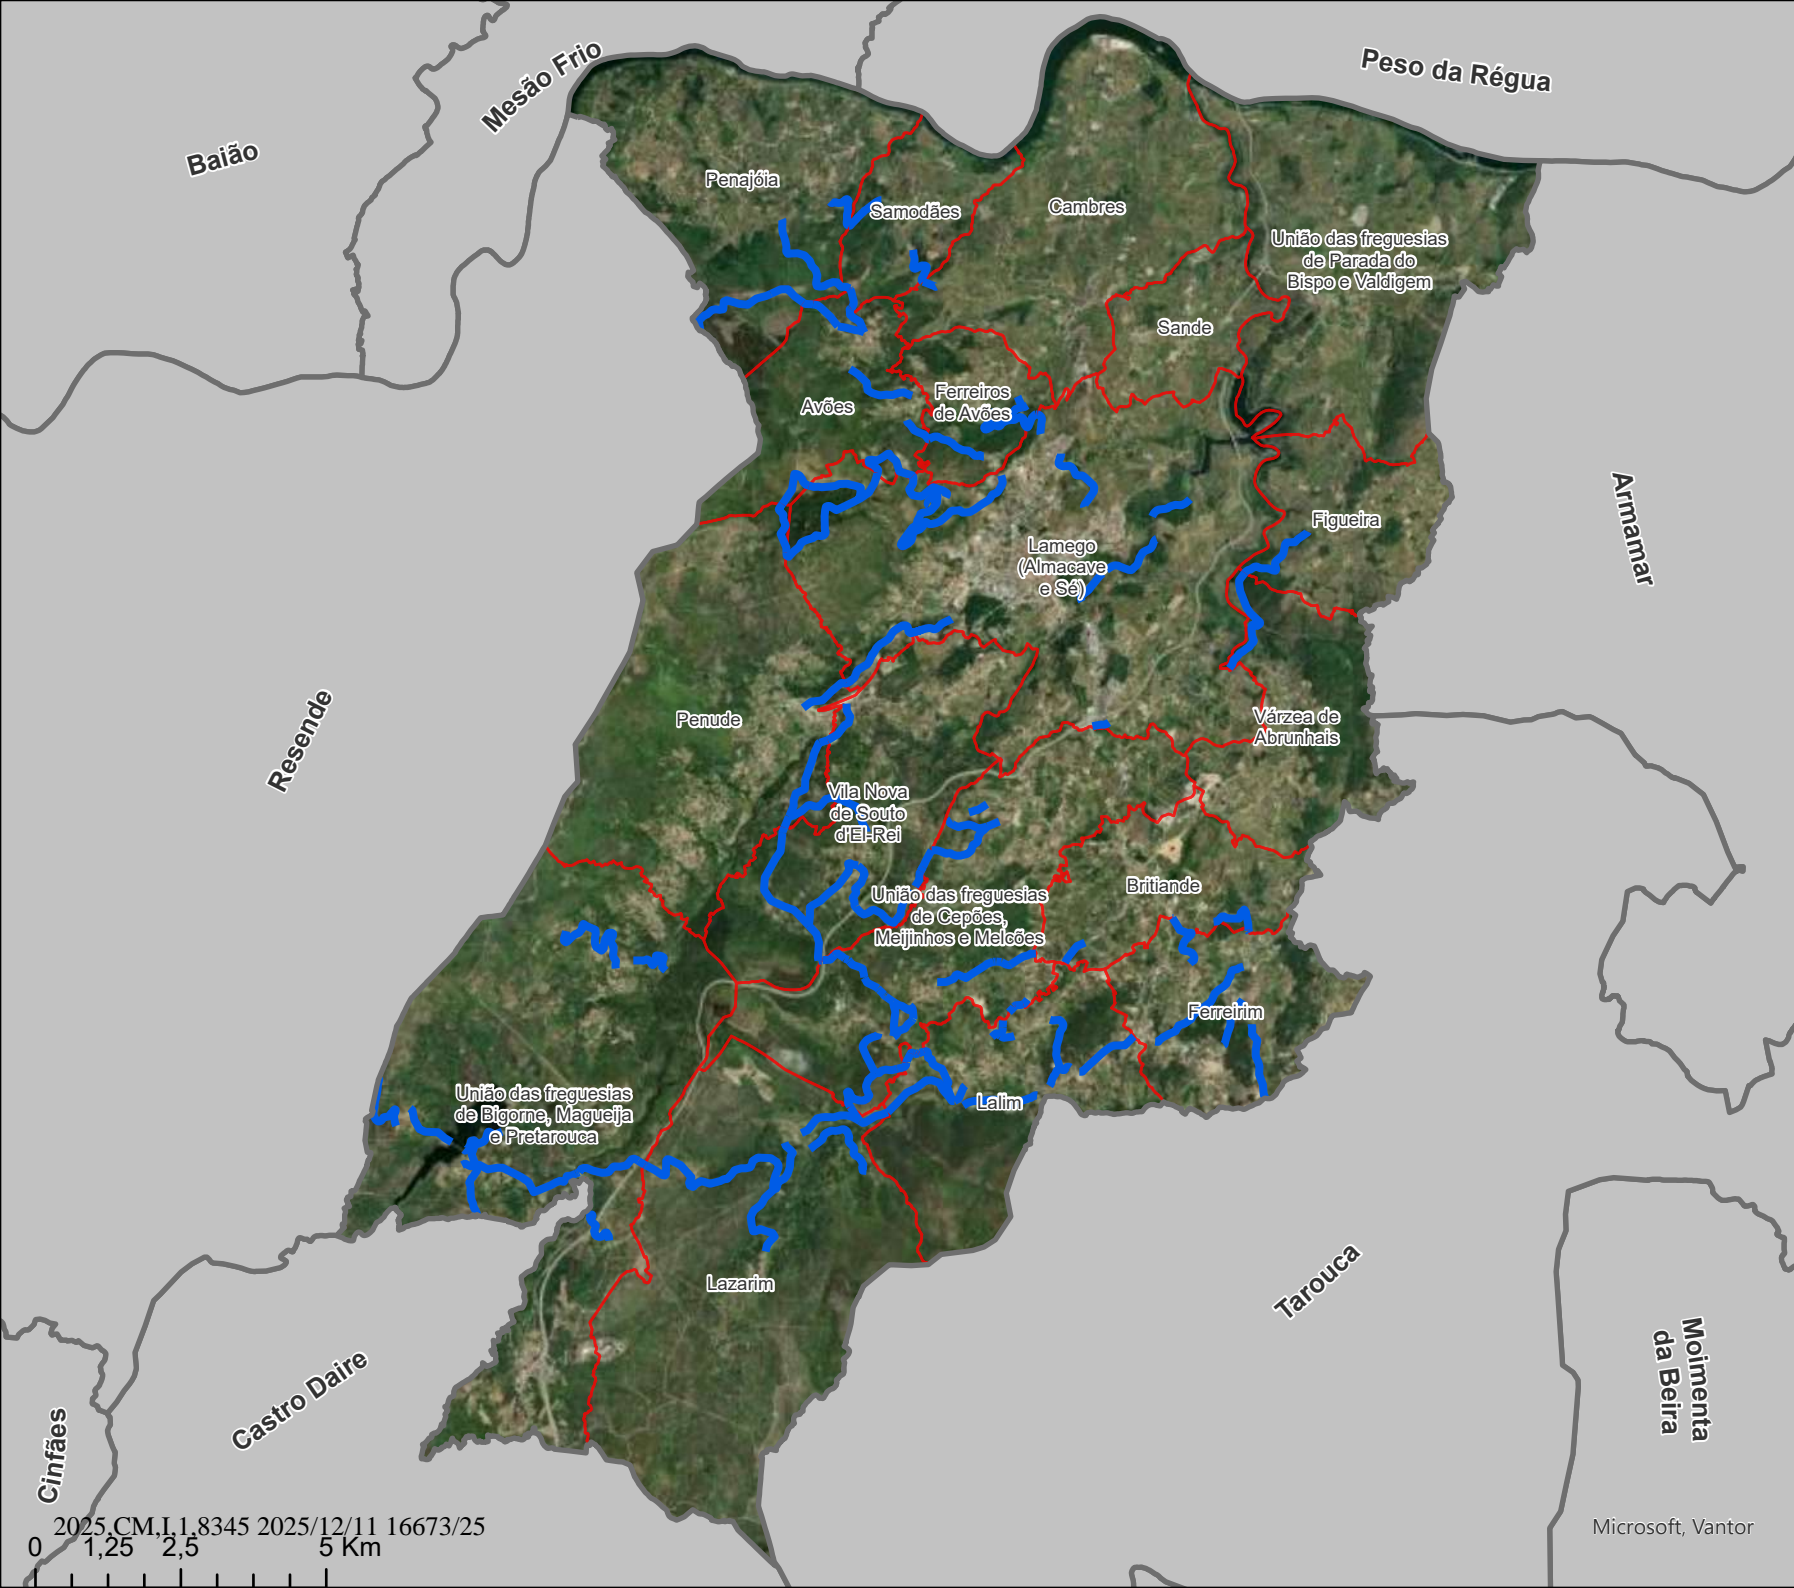 Mesão Frio
Peso da Régua
Baião
Penajóia
Samodães
Cambres
União das freguesias
de Parada do
Bispo e Valdigem
Sande
Ferreiros
de Avões
Avões
Armamar
Figueira
Lamego
(Almacave
e Sé)
Resende
Penude
Várzea de
Abrunhais
Vila Nova
de Souto
d'El-Rei
Britiande
União das freguesias
de Cepões,
Meijinhos e Melcões
Ferreirim
União das freguesias
de Bigorne, Magueija
e Pretarouca
Lalim
Lazarim
Tarouca
Moimenta
da Beira
Castro Daire
Cinfães
2025,CM,I,1,8345 2025/12/11 16673/25
0 1,25 2,5 5 Km
Microsoft, Vantor